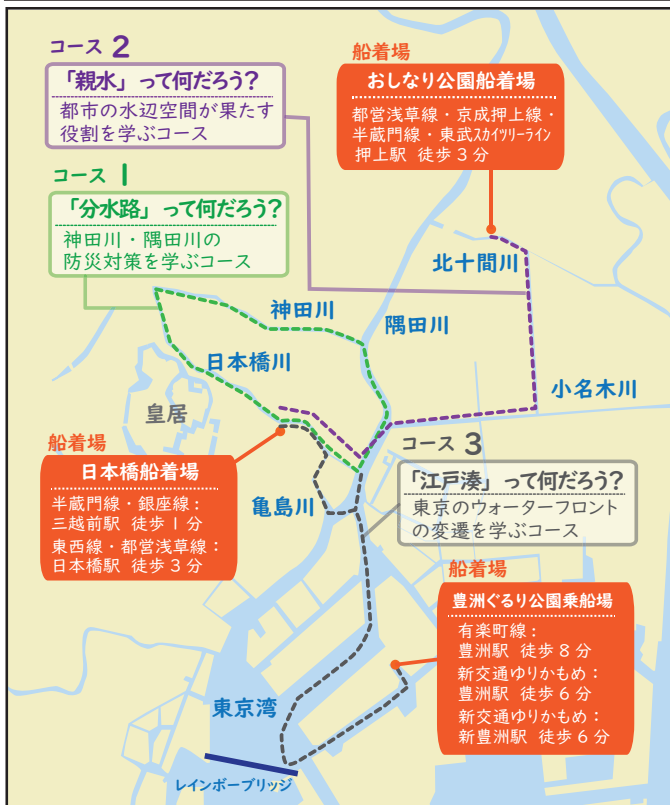 コース 2
「親水」って何だろう?
都市の水辺空間が果たす
役割を学ぶコース
船着場
おしなり公園船着場
都営浅草線・京成押上線・
半蔵門線・東武スカイツリーライン
押上駅 徒歩3分
コース 1
「分水路」って何だろう?
神田川・隅田川の
防災対策を学ぶコース
北十間川
神田川
隅田川
日本橋川
小名木川
皇居
船着場
日本橋船着場
半蔵門線・銀座線:
三越前駅 徒歩1分
東西線・都営浅草線:
日本橋駅 徒歩3分
亀島川
コース 3
「江戸湊」って何だろう?
東京のウォーターフロント
の変遷を学ぶコース
船着場
豊洲ぐるり公園乗船場
有楽町線:
豊洲駅 徒歩8分
新交通ゆりかもめ:
豊洲駅 徒歩6分
新交通ゆりかもめ:
新豊洲駅 徒歩6分
東京湾
レインボーブリッジ